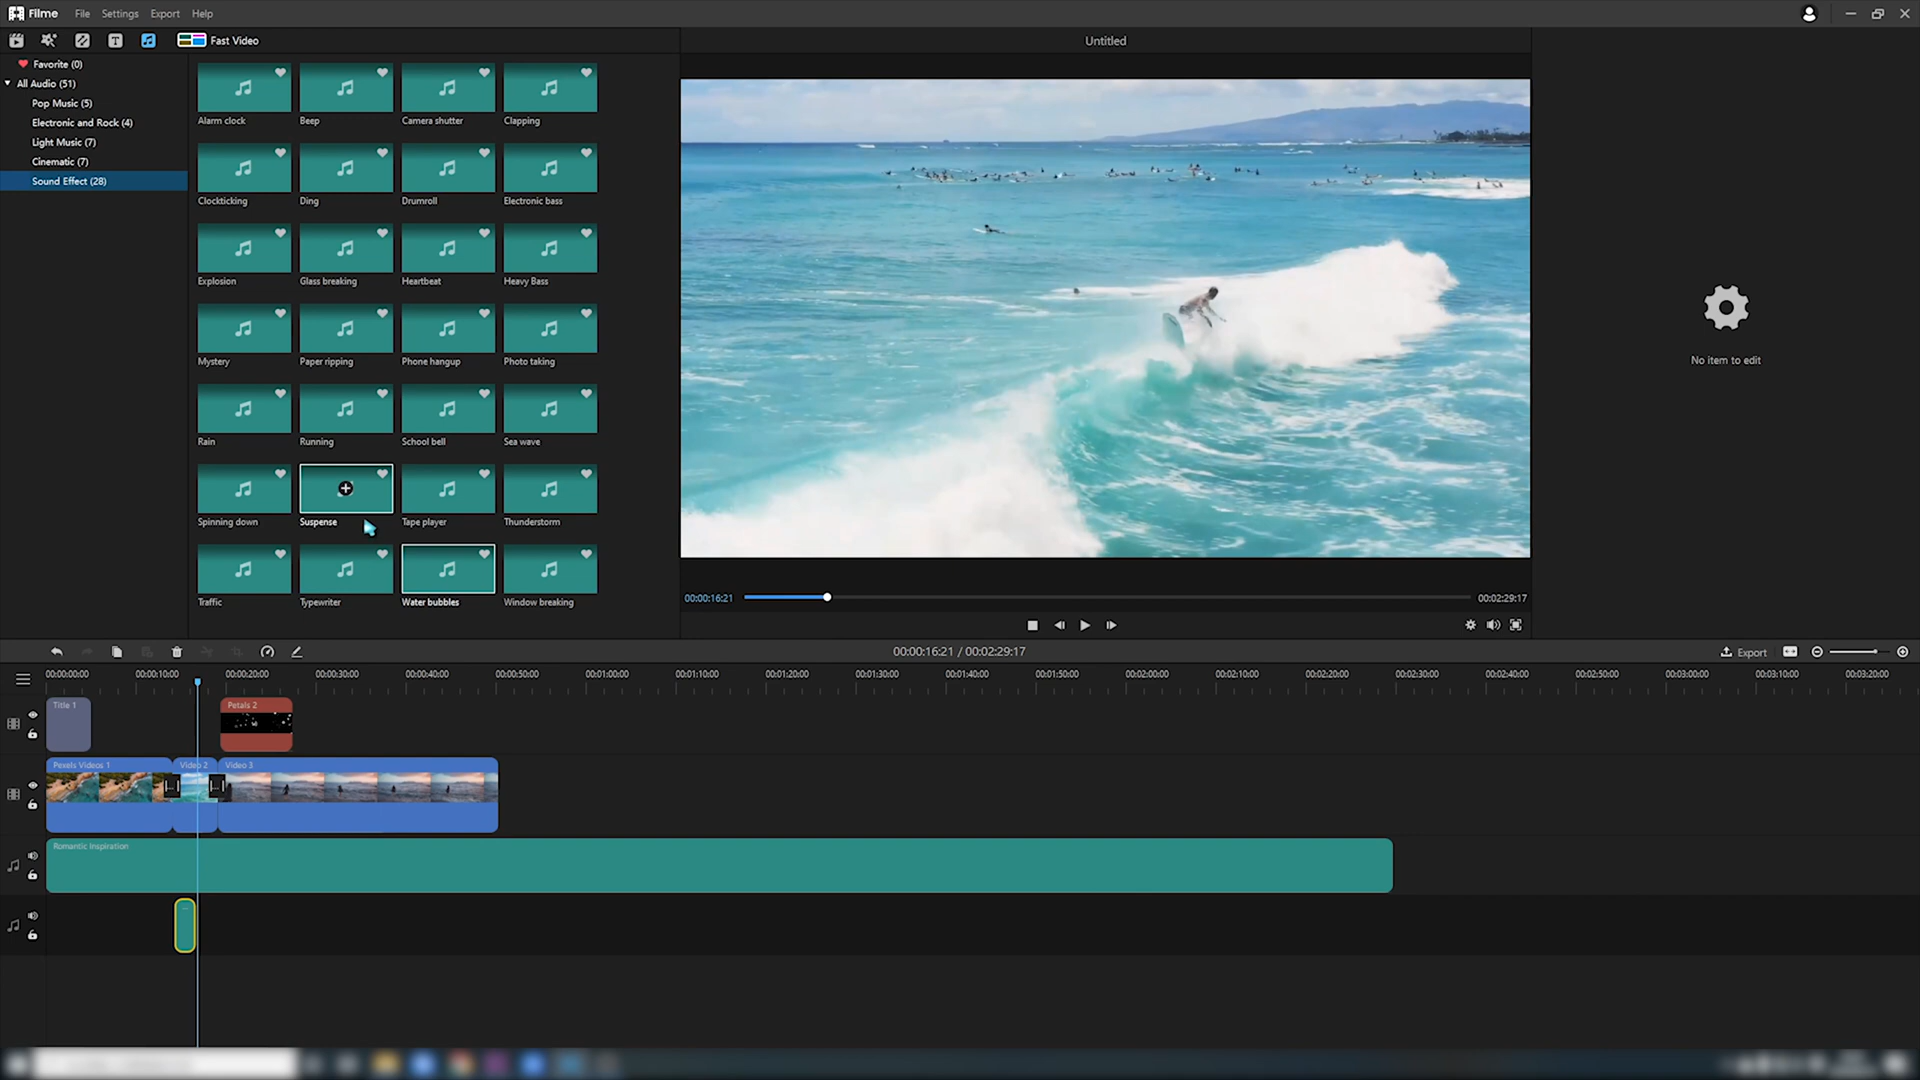 Filme File Settings Export Help
Fast Video
Untitled
Favorite (0)
All Audio (51)
Pop Music (5)
Electronic and Rock (4)
Light Music (7)
Cinematic (7)
Sound Effect (28)
Alarm clock Beep Camera shutter Clapping
Clockticking Ding Drumroll Electronic bass
Explosion Glass breaking Heartbeat Heavy Bass
Mystery Paper ripping Phone hangup Photo taking
Rain Running School bell Sea wave
Spinning down Suspense Tape player Thunderstorm
Traffic Typewriter Water bubbles Window breaking
No item to edit
00:00:16:21 00:02:29:17
00:00:16:21 / 00:02:29:17 Export
00:00:00:00 00:00:10:00 00:00:20:00 00:00:30:00 00:00:40:00 00:00:50:00 00:01:00:00 00:01:10:00 00:01:20:00 00:01:30:00 00:01:40:00 00:01:50:00 00:02:00:00 00:02:10:00 00:02:20:00 00:02:30:00 00:02:40:00 00:02:50:00 00:03:00:00 00:03:10:00 00:03:20:00
Title 1 Petals 2
Pexels Videos 1 Video 2 Video 3
Romantic Inspiration